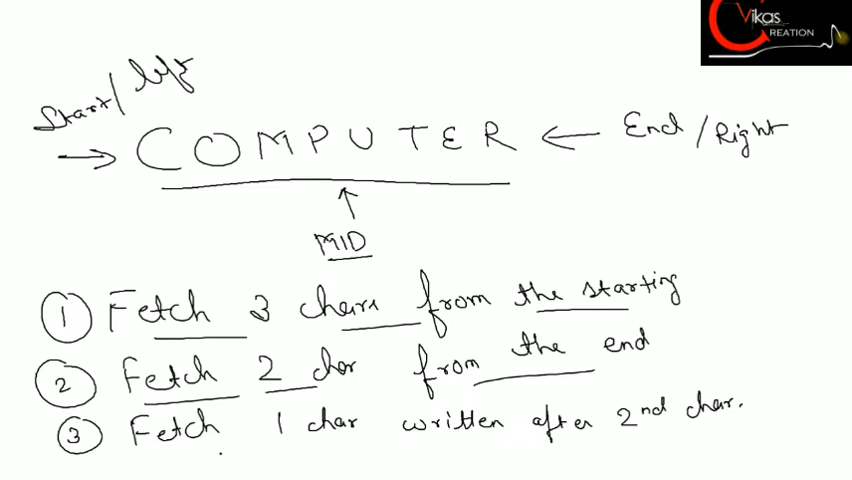 Vikas
CREATION
Start/left
→ COMPUTER ← End/Right
↑
MID
① Fetch 3 chars from the starting
② Fetch 2 char from the end
③ Fetch 1 char written after 2nd char.